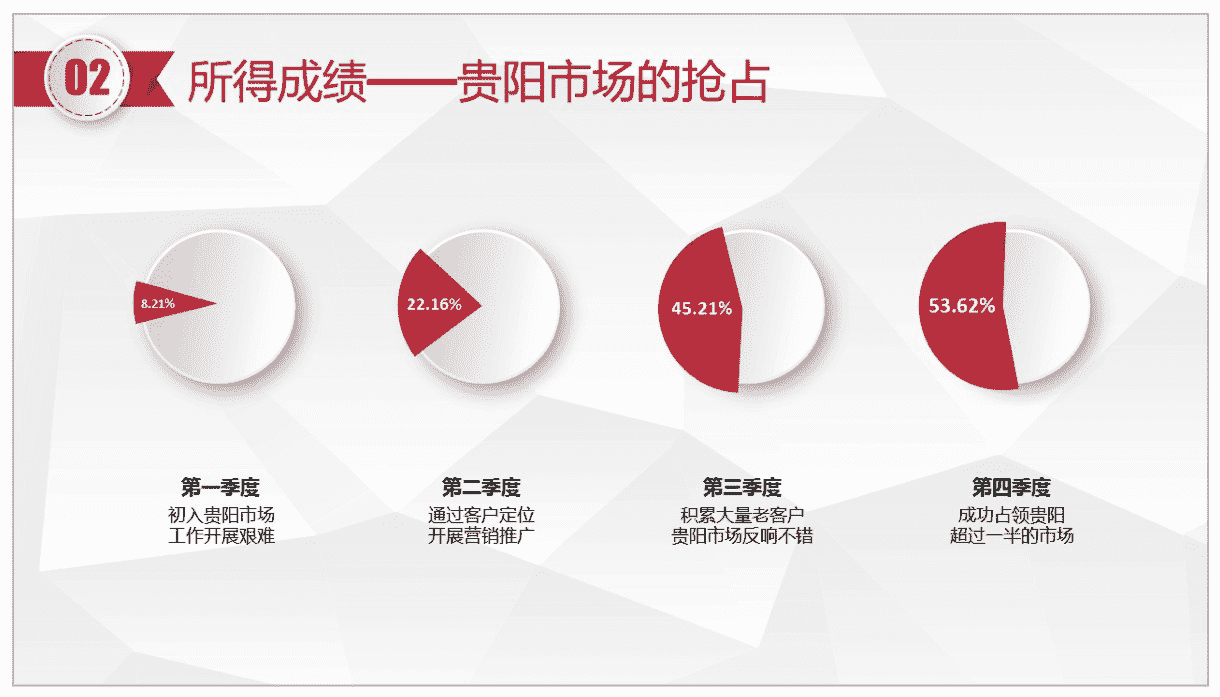 02
所得成绩——贵阳市场的抢占
8.21%
22.16%
45.21%
53.62%
第一季度
初入贵阳市场
工作开展艰难
第二季度
通过客户定位
开展营销推广
第三季度
积累大量老客户
贵阳市场反响不错
第四季度
成功占领贵阳
超过一半的市场